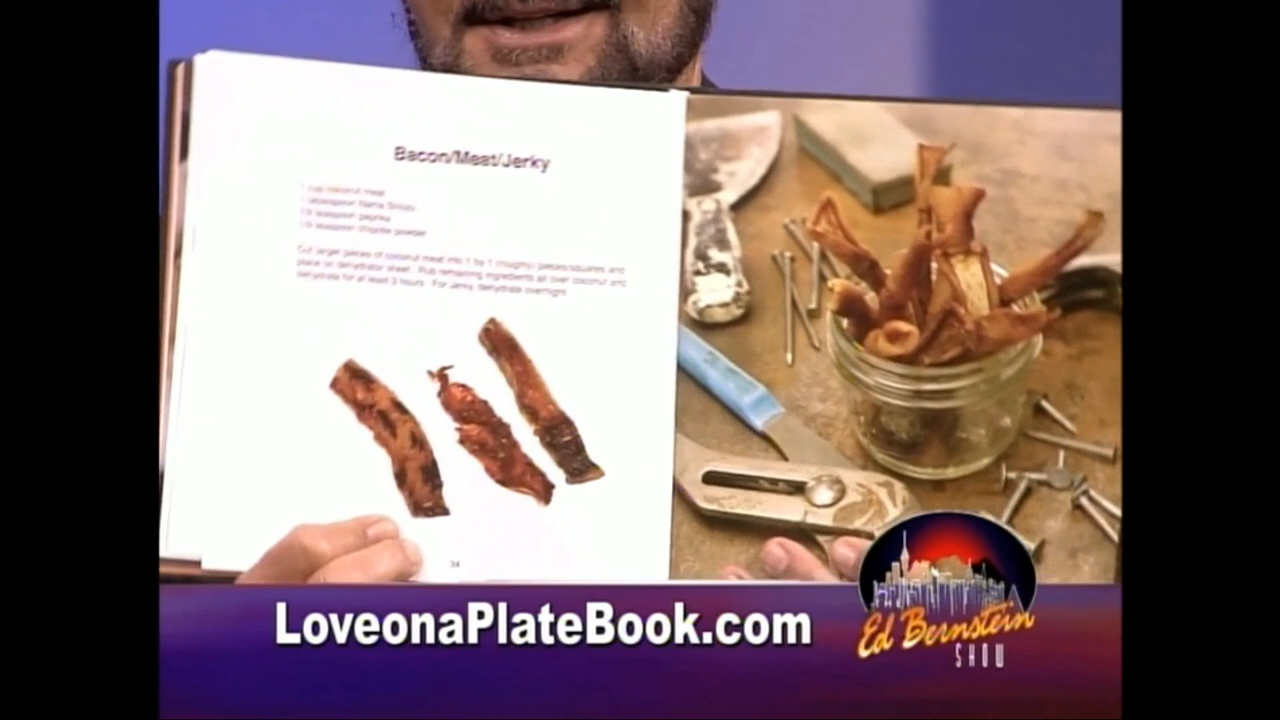 Bacon/Meat/Jerky
1 cup coconut meat
1 tablespoon Nama Shoyu
1/8 teaspoon paprika
1/8 teaspoon chipotle powder
Cut larger pieces of coconut meat into 1 by 1 (roughly) pieces/squares and
place on dehydrator sheet. Rub remaining ingredients all over coconut and
dehydrate for at least 3 hours. For Jerky, dehydrate overnight.
34
LoveonaPlateBook.com
Ed Bernstein
SHOW